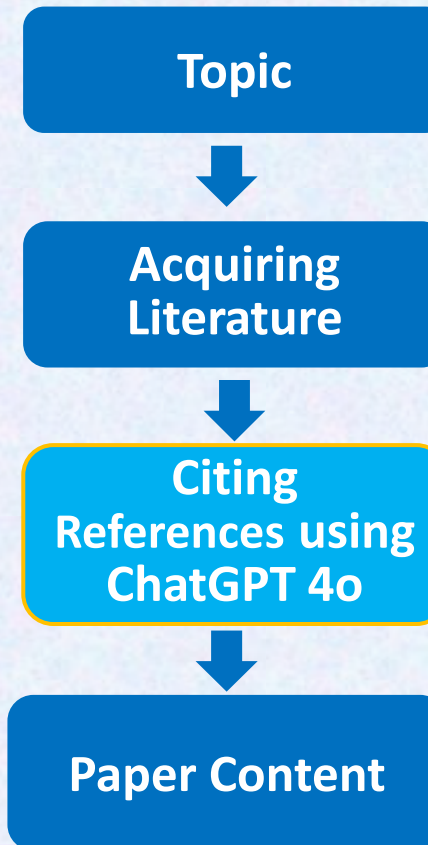 Topic
Acquiring
Literature
Citing
References using
ChatGPT 4o
Paper Content